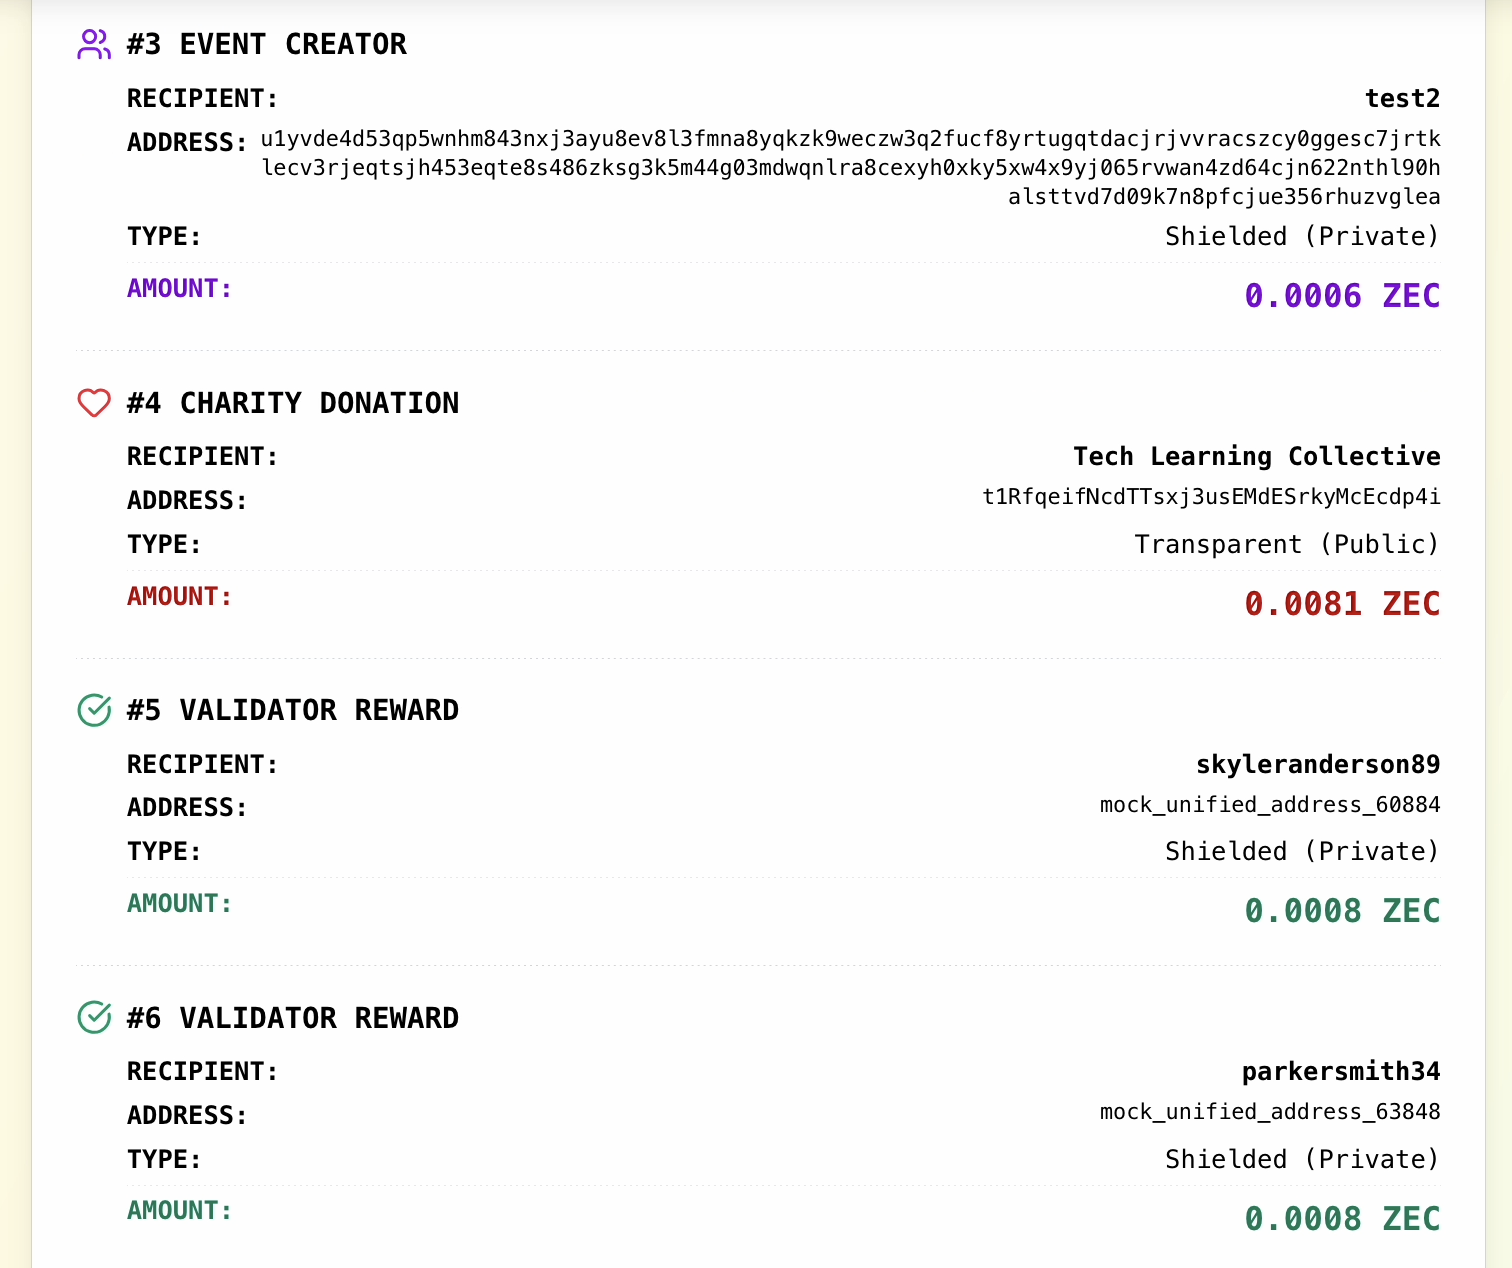 #3 EVENT CREATOR
RECIPIENT: test2
ADDRESS: u1yvde4d53qp5wnhm843nxj3ayu8ev8l3fmna8yqkzk9weczw3q2fucf8yrtugqtdacjrjvvracszcy0ggesc7jrtk
lecv3rjeqtsjh453eqte8s486zksg3k5m44g03mdwqnlra8cexyh0xky5xw4x9yj065rvwan4zd64cjn622nthl90h
alsttvd7d09k7n8pfcjue356rhuzvglea
TYPE: Shielded (Private)
AMOUNT: 0.0006 ZEC
#4 CHARITY DONATION
RECIPIENT: Tech Learning Collective
ADDRESS: t1RfqeifNcdTTsxj3usEMdESrkyMcEcdp4i
TYPE: Transparent (Public)
AMOUNT: 0.0081 ZEC
#5 VALIDATOR REWARD
RECIPIENT: skyleranderson89
ADDRESS: mock_unified_address_60884
TYPE: Shielded (Private)
AMOUNT: 0.0008 ZEC
#6 VALIDATOR REWARD
RECIPIENT: parkersmith34
ADDRESS: mock_unified_address_63848
TYPE: Shielded (Private)
AMOUNT: 0.0008 ZEC